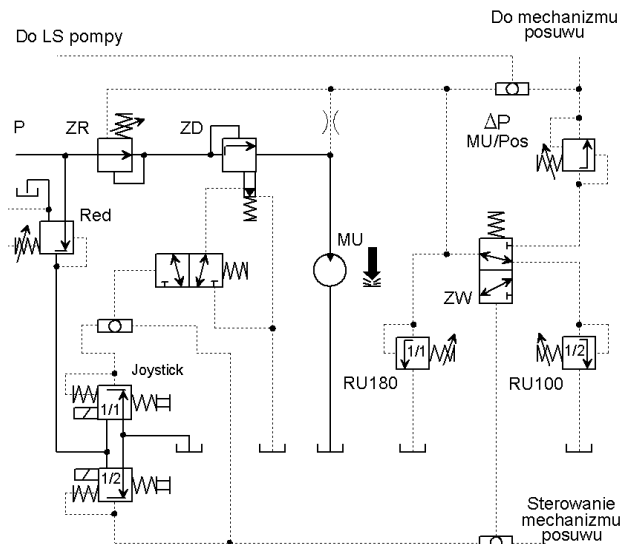 Do LS pompy
Do mechanizmu
posuwu
P
ZR
ZD
ΔP
MU/Pos
Red
MU
ZW
Joystick
1/1
1/2
1/1
RU180
1/2
RU100
Sterowanie
mechanizmu
posuwu